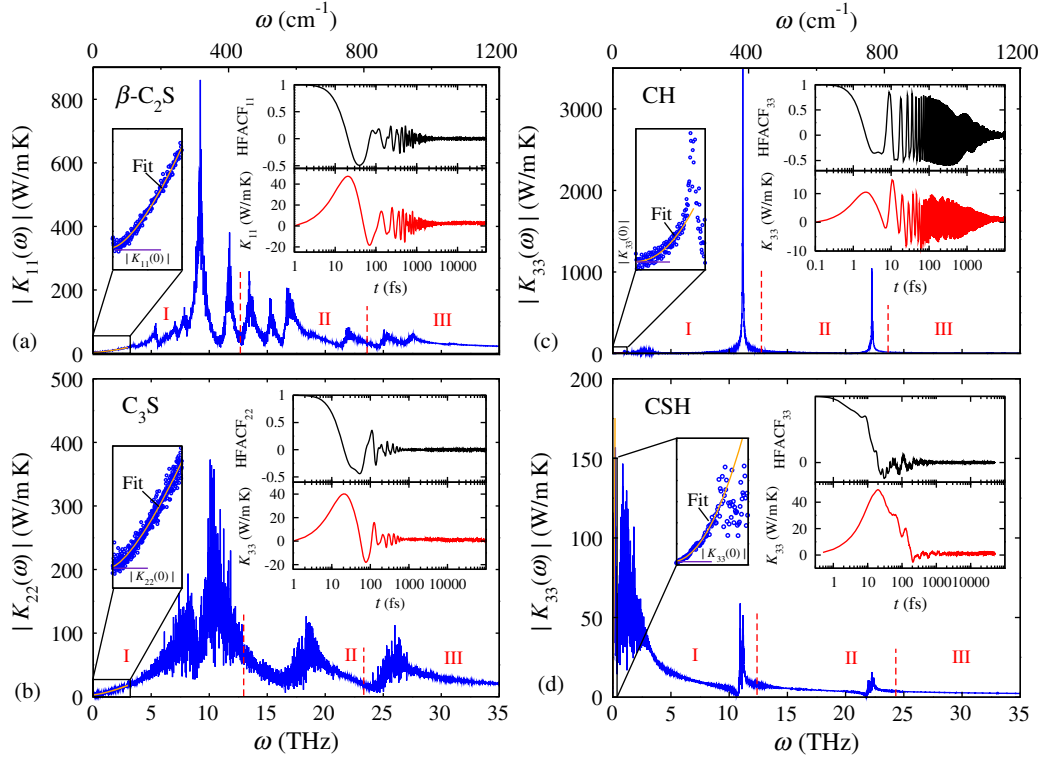 ω (cm⁻¹)
0 400 800 1200
β-C₂S
| K₁₁(ω) | (W/m K)
800
600
400
200
0
Fit
| K₁₁(0) |
HFACF₁₁
1
0.5
0
-0.5
K₁₁ (W/m K)
40
20
0
-20
1 10 100 1000 10000
t (fs)
I II III
(a)
ω (cm⁻¹)
0 400 800 1200
CH
| K₃₃(ω) | (W/m K)
3000
2000
1000
0
Fit
| K₃₃(0) |
HFACF₃₃
1
0.5
0
-0.5
K₃₃ (W/m K)
10
0
-10
0.1 1 10 100 1000
t (fs)
I II III
(c)
C₃S
| K₂₂(ω) | (W/m K)
500
400
300
200
100
0
Fit
| K₂₂(0) |
HFACF₂₂
1
0.5
0
-0.5
K₃₃ (W/m K)
40
20
0
-20
1 10 100 1000 10000
t (fs)
I II III
(b)
0 5 10 15 20 25 30 35
ω (THz)
CSH
| K₃₃(ω) | (W/m K)
200
150
100
50
0
Fit
| K₃₃(0) |
HFACF₃₃
1
0.5
0
K₃₃ (W/m K)
40
20
0
1 10 100 1000 10000
t (fs)
I II III
(d)
0 5 10 15 20 25 30 35
ω (THz)